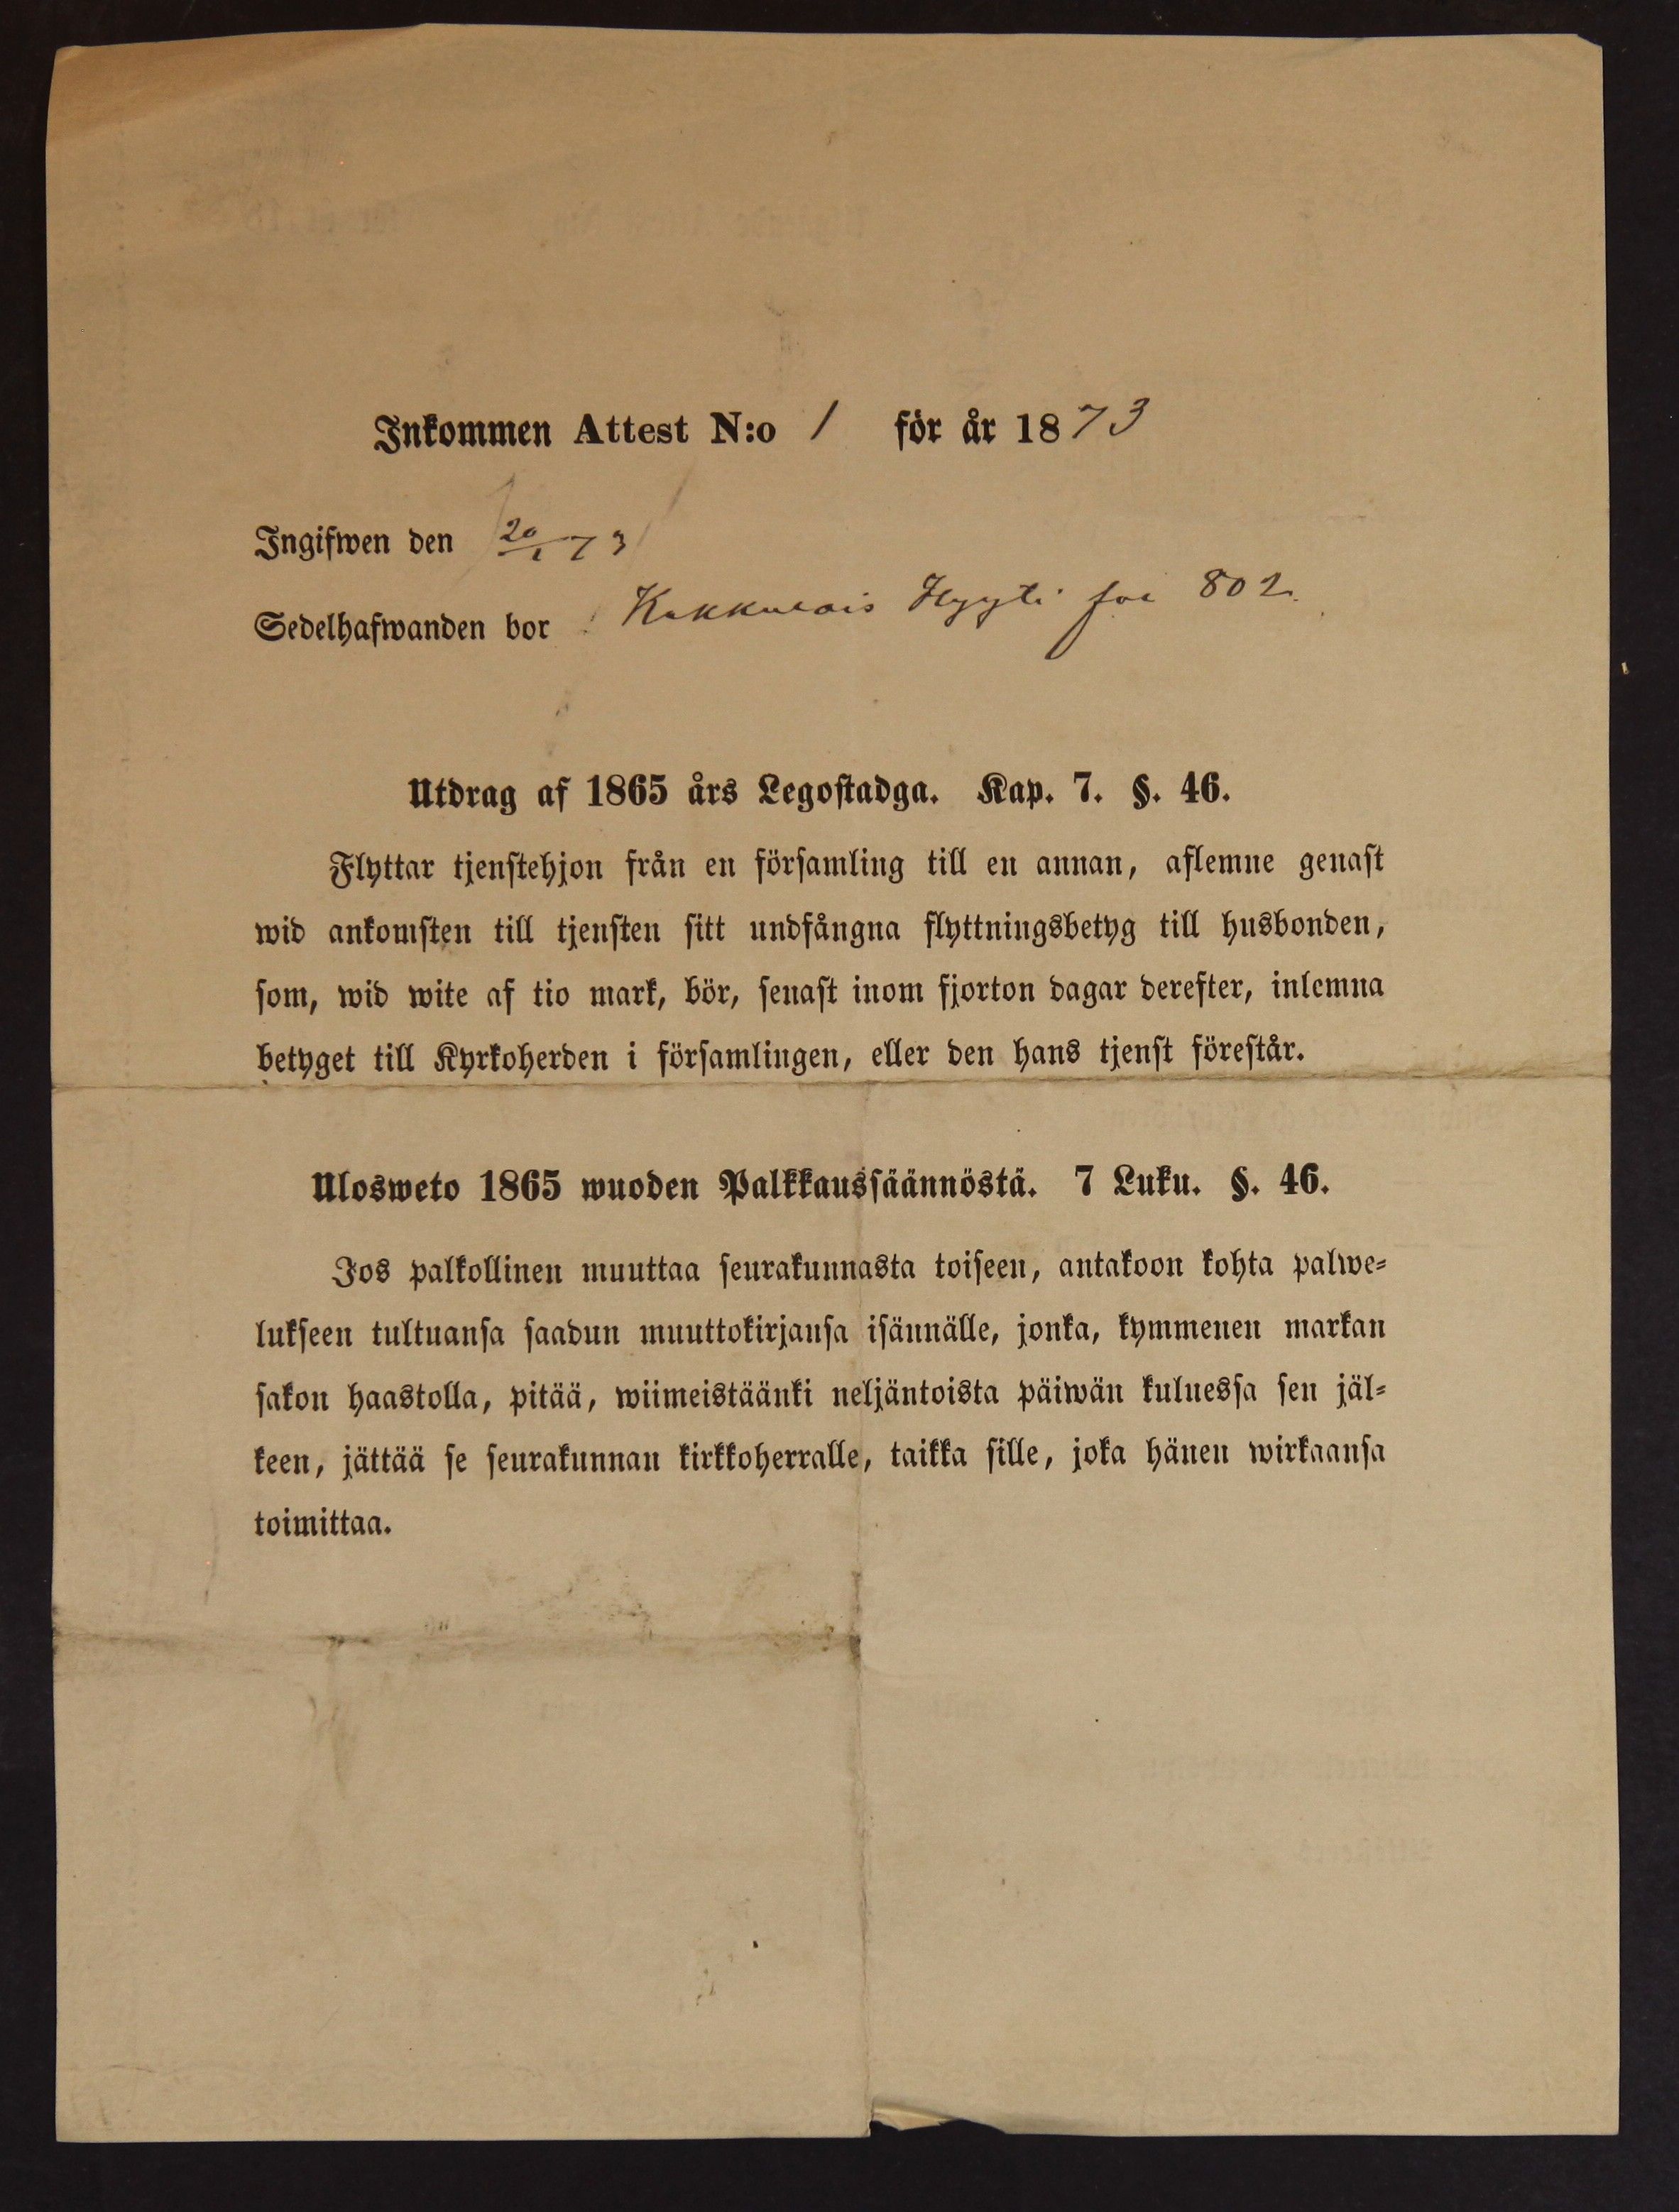 Inkommen Attest N:o 1 för år 1873
Ingifwen den 20/1 73
Sedelhafwanden bor Hyyti 802
Utdrag af 1865 års Legostadga. Kap. 7. §. 46.
Flyttar tjenstehjon från en församling till en annan, aflemne genast
wid ankomsten till tjensten sitt undfångna flyttningsbetyg till husbonden,
som, wid wite af tio mark, bör, senast inom fjorton dagar derefter, inlemna
betyget till Kyrkoherden i församlingen, eller den hans tjenst förestår.
Ulosweto 1865 wuoden Palkkaussäännöstä. 7 Luku. §. 46.
Jos palkollinen muuttaa seurakunnasta toiseen, antakoon kohta palwe-
lukseen tultuansa saadun muuttokirjansa isännälle, jonka, kymmenen markan
sakon haastolla, pitää, wiimeistäänki neljäntoista päiwän kuluessa sen jäl-
keen, jättää se seurakunnan kirkkoherralle, taikka sille, joka hänen wirkaansa
toimittaa.